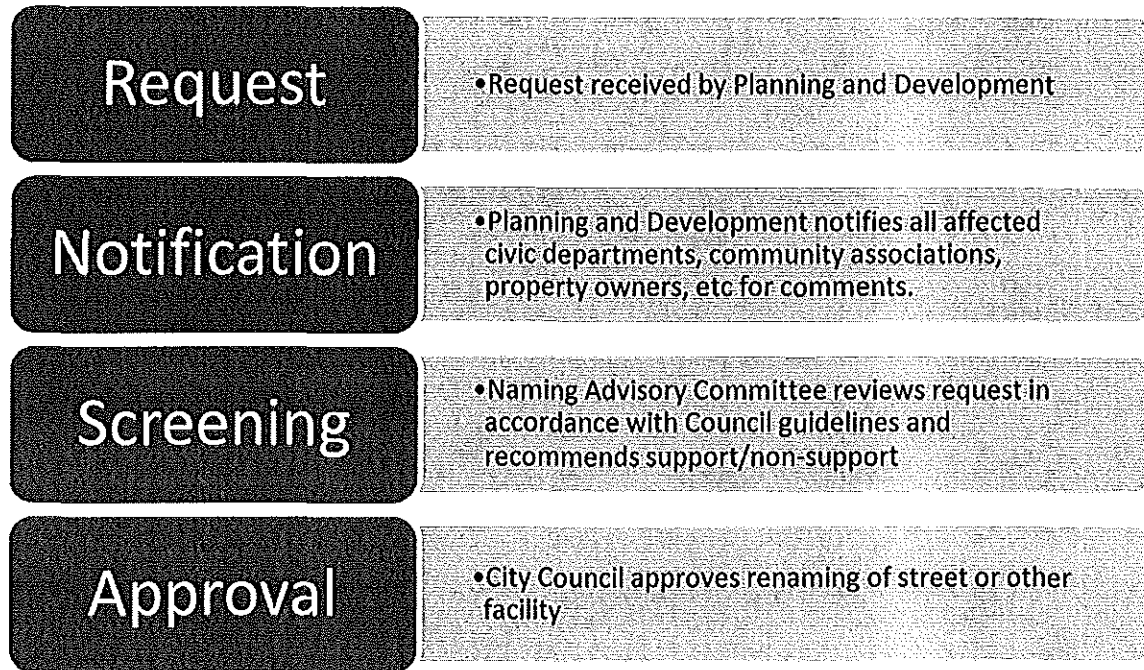 Request
•Request received by Planning and Development
Notification
•Planning and Development notifies all affected
civic departments, community associations,
property owners, etc for comments.
Screening
•Naming Advisory Committee reviews request in
accordance with Council guidelines and
recommends support/non-support
Approval
•City Council approves renaming of street or other
facility